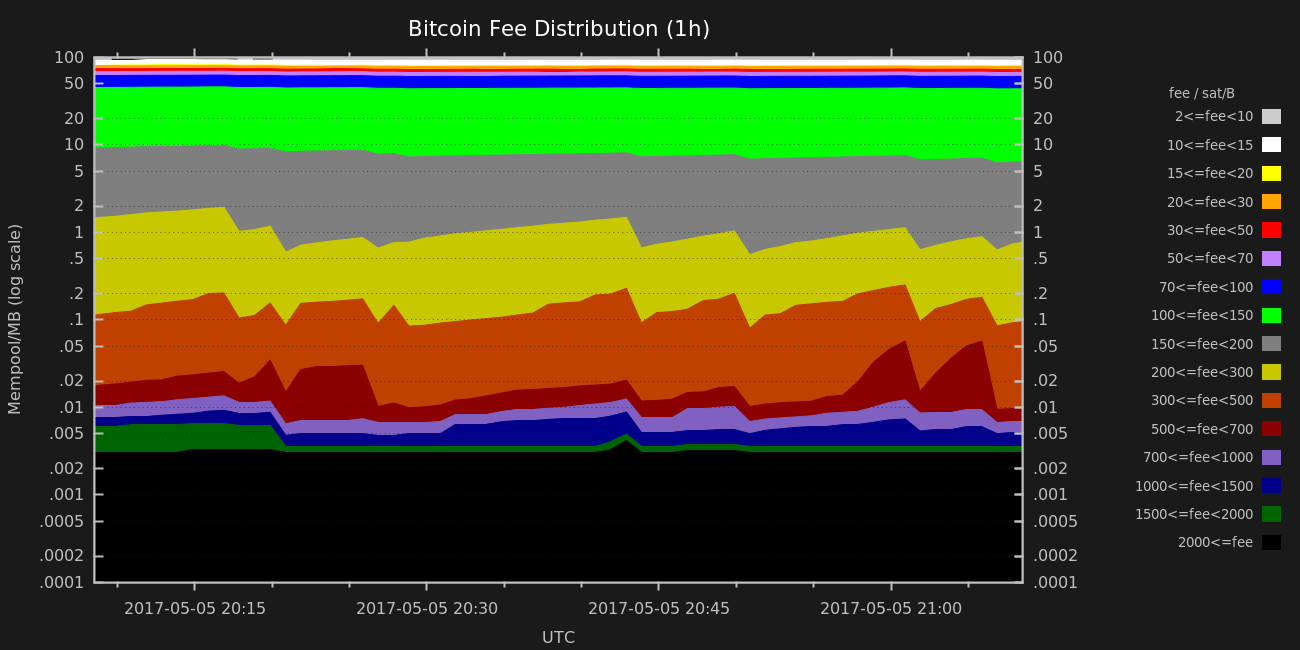 Bitcoin Fee Distribution (1h)
Mempool/MB (log scale)
100
50
20
10
5
2
1
.5
.2
.1
.05
.02
.01
.005
.002
.001
.0005
.0002
.0001
100
50
20
10
5
2
1
.5
.2
.1
.05
.02
.01
.005
.002
.001
.0005
.0002
.0001
2017-05-05 20:15
2017-05-05 20:30
2017-05-05 20:45
2017-05-05 21:00
UTC
fee / sat/B
2<=fee<10
10<=fee<15
15<=fee<20
20<=fee<30
30<=fee<50
50<=fee<70
70<=fee<100
100<=fee<150
150<=fee<200
200<=fee<300
300<=fee<500
500<=fee<700
700<=fee<1000
1000<=fee<1500
1500<=fee<2000
2000<=fee